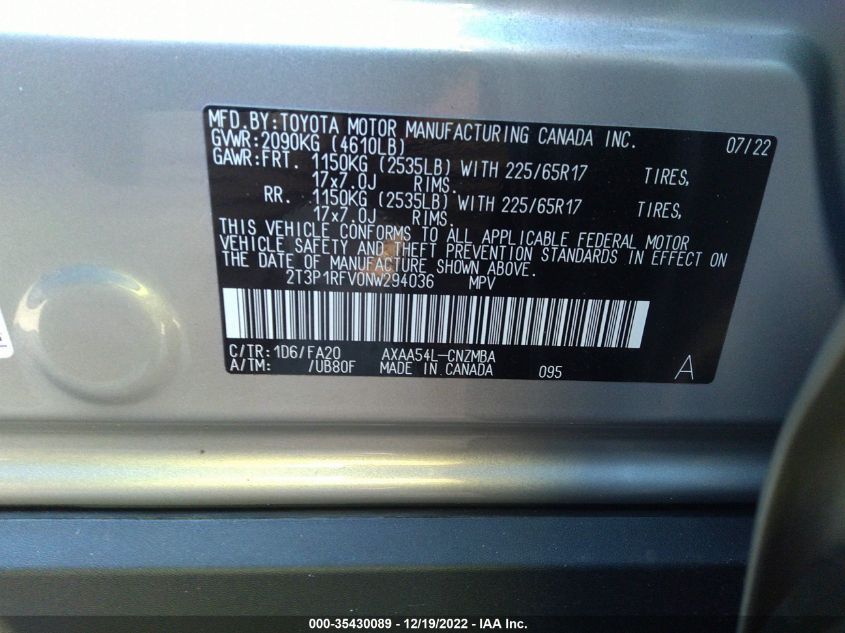 MFD. BY: TOYOTA MOTOR MANUFACTURING CANADA INC. 07/22
GVWR: 2090KG (4610LB)
GAWR: FRT. 1150KG (2535LB) WITH 225/65R17 TIRES,
17x7.0J RIMS.
RR. 1150KG (2535LB) WITH 225/65R17 TIRES,
17x7.0J RIMS.
THIS VEHICLE CONFORMS TO ALL APPLICABLE FEDERAL MOTOR
VEHICLE SAFETY AND THEFT PREVENTION STANDARDS IN EFFECT ON
THE DATE OF MANUFACTURE SHOWN ABOVE.
2T3P1RFV0NW294036 MPV
C/TR: 1D6/FA20 AXAA54L-CNZMBA
A/TM: /UB80F MADE IN CANADA 095 A
000-35430089 - 12/19/2022 - IAA Inc.